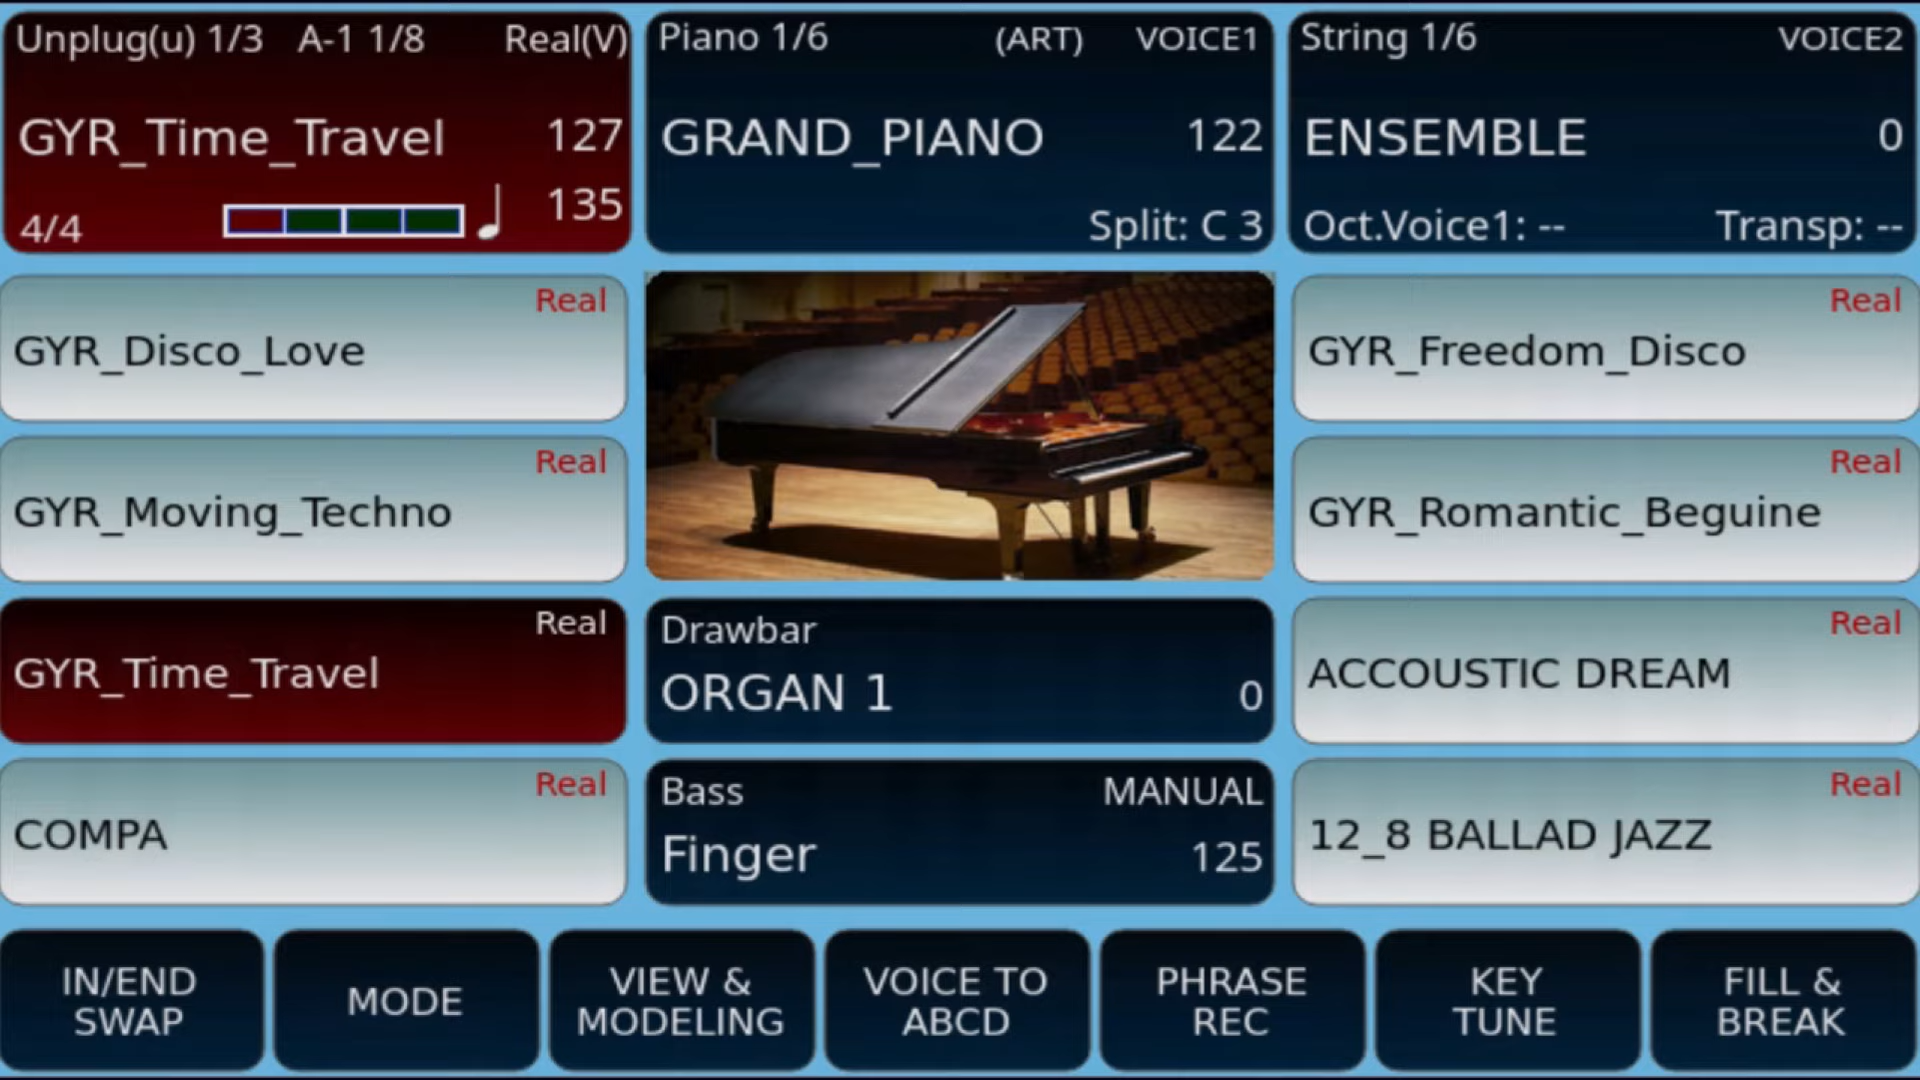 Unplug(u) 1/3 A-1 1/8 Real(V)
GYR_Time_Travel 127
135
4/4
Piano 1/6 (ART) VOICE1
GRAND_PIANO 122
Split: C 3
String 1/6 VOICE2
ENSEMBLE 0
Oct.Voice1: -- Transp: --
Real
GYR_Disco_Love
Real
GYR_Freedom_Disco
Real
GYR_Moving_Techno
Real
GYR_Romantic_Beguine
Real
GYR_Time_Travel
Drawbar
ORGAN 1 0
Real
ACCOUSTIC DREAM
Real
COMPA
Bass MANUAL
Finger 125
Real
12_8 BALLAD JAZZ
IN/END
SWAP
MODE
VIEW &
MODELING
VOICE TO
ABCD
PHRASE
REC
KEY
TUNE
FILL &
BREAK